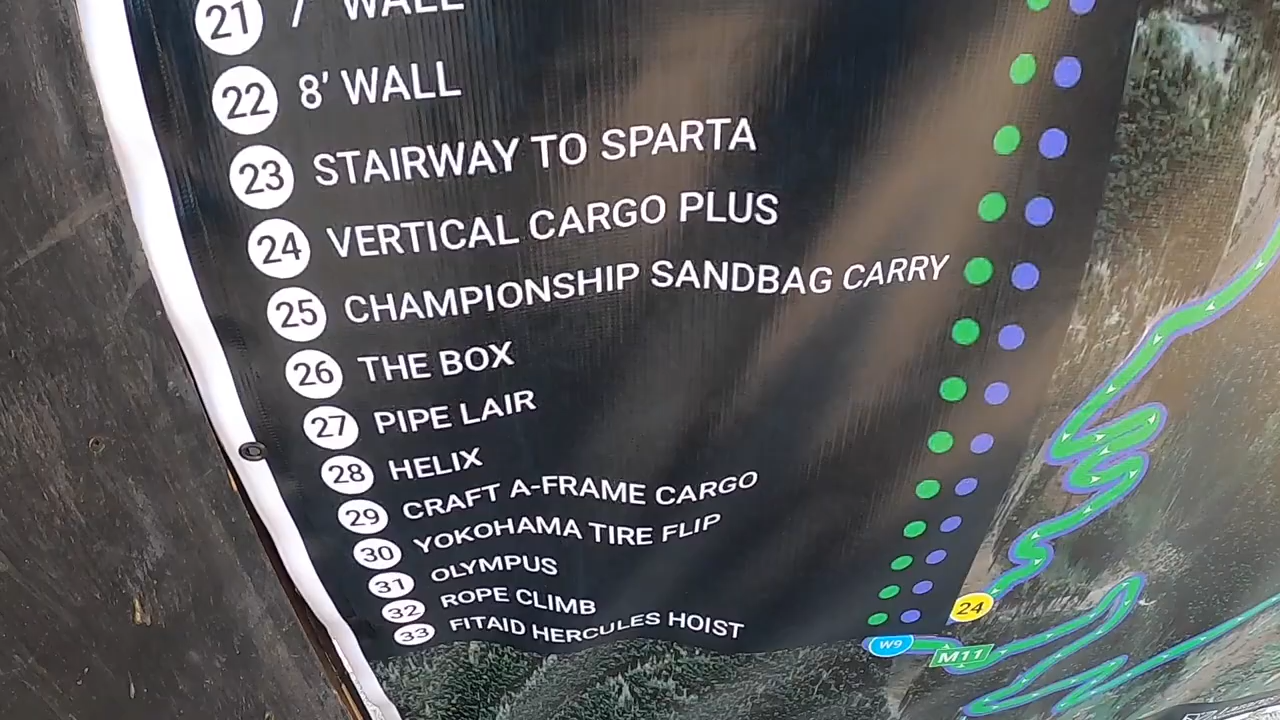 21 7' WALL
22 8' WALL
23 STAIRWAY TO SPARTA
24 VERTICAL CARGO PLUS
25 CHAMPIONSHIP SANDBAG CARRY
26 THE BOX
27 PIPE LAIR
28 HELIX
29 CRAFT A-FRAME CARGO
30 YOKOHAMA TIRE FLIP
31 OLYMPUS
32 ROPE CLIMB
33 FITAID HERCULES HOIST
24
W9
M11